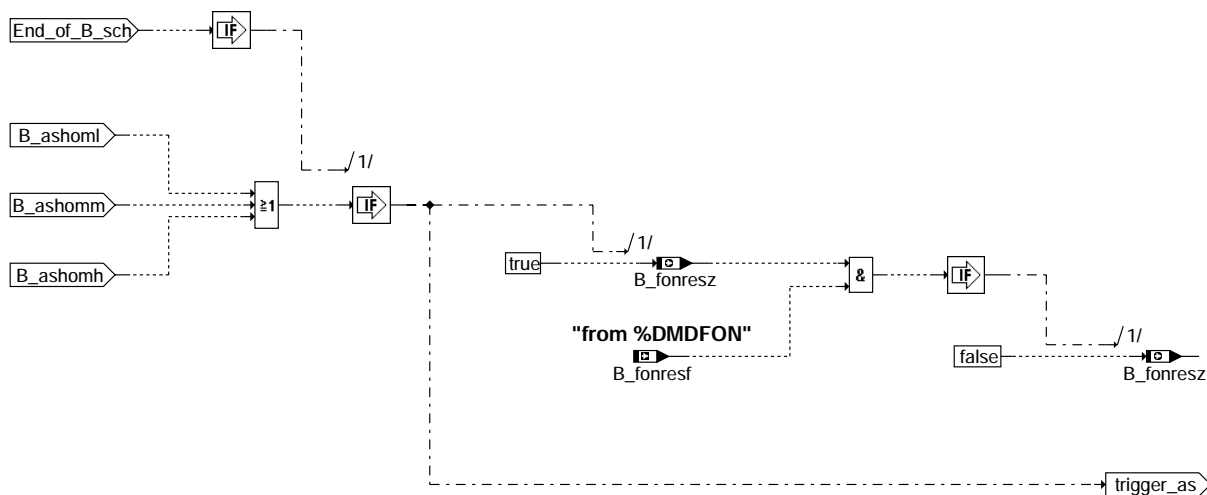 End_of_B_sch
IF
B_ashoml
/1/
B_ashomm
≧1
IF
/1/
B_ashomh
true
B_fonresz
&
IF
"from %DMDFON"
B_fonresf
/1/
false
B_fonresz
trigger_as